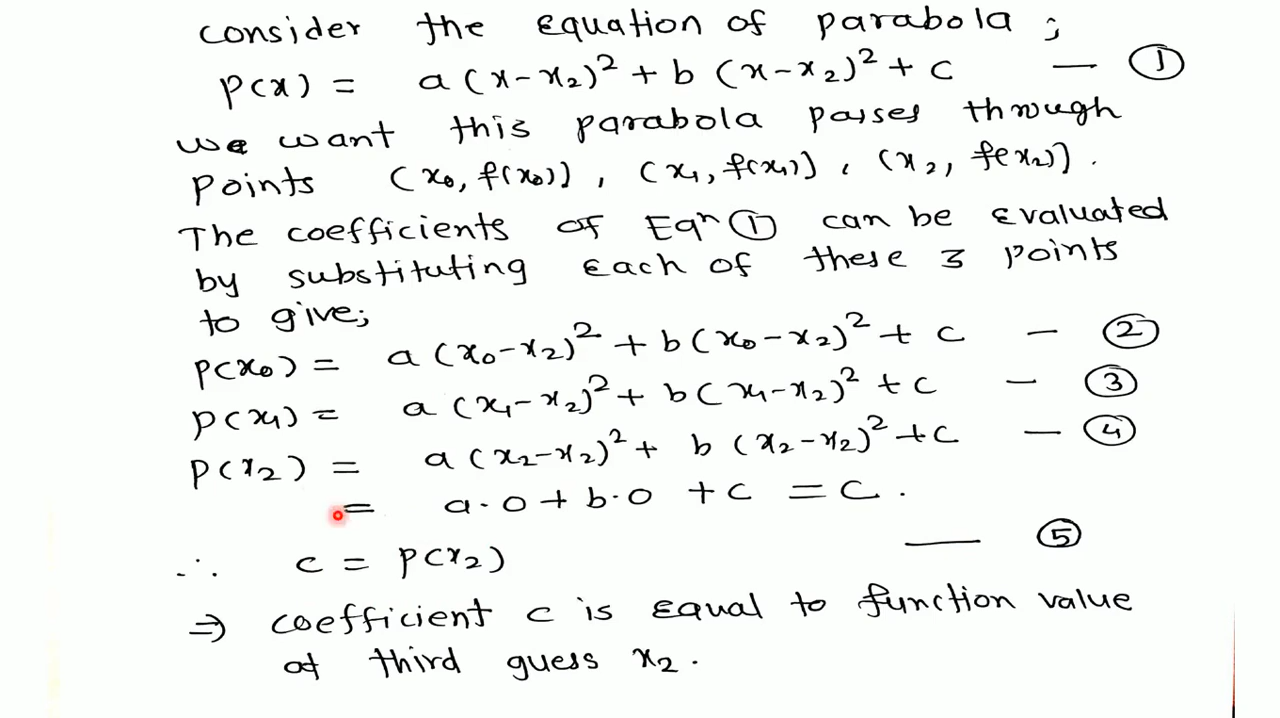 consider the Equation of parabola ;
p(x) = a (x-x₂)² + b (x-x₂)² + c — ①
we want this parabola passes through
points (x₀, f(x₀)], (x₁, f(x₁)], (x₂, f(x₂)].
The coefficients of Eqⁿ ① can be evaluated
by substituting each of these 3 points
to give;
p(x₀) = a (x₀-x₂)² + b (x₀-x₂)² + c — ②
p(x₁) = a (x₁-x₂)² + b (x₁-x₂)² + c — ③
p(x₂) = a (x₂-x₂)² + b (x₂-x₂)² + c — ④
= a·0 + b·0 + c = c.
∴ c = p(x₂) — ⑤
⇒ coefficient c is equal to function value
at third guess x₂.